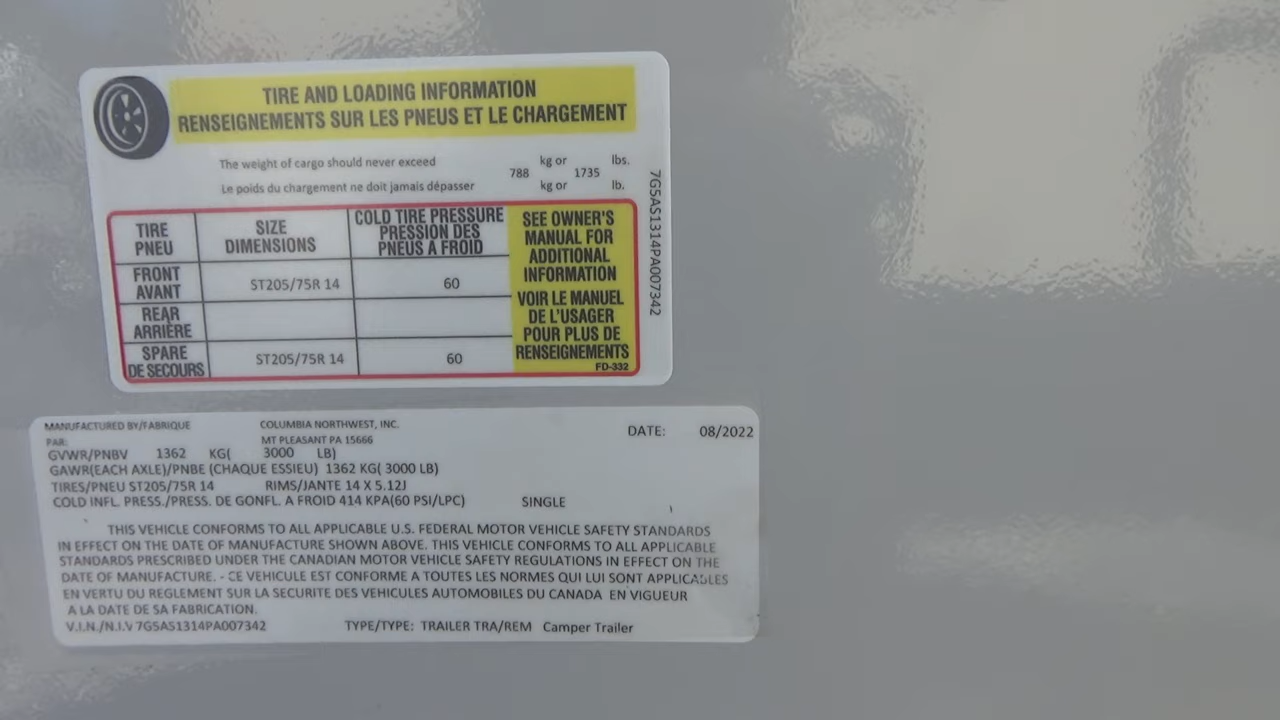 TIRE AND LOADING INFORMATION
RENSEIGNEMENTS SUR LES PNEUS ET LE CHARGEMENT
The weight of cargo should never exceed 788 kg or 1735 lbs.
Le poids du chargement ne doit jamais dépasser kg or lb.
TIRE PNEU
SIZE DIMENSIONS
COLD TIRE PRESSURE PRESSION DES PNEUS A FROID
FRONT AVANT
ST205/75R 14
60
REAR ARRIÈRE
SPARE DE SECOURS
ST205/75R 14
60
SEE OWNER'S
MANUAL FOR
ADDITIONAL
INFORMATION
VOIR LE MANUEL
DE L'USAGER
POUR PLUS DE
RENSEIGNEMENTS
FD-332
7G5AS1314PA007342
MANUFACTURED BY/FABRIQUE COLUMBIA NORTHWEST, INC. DATE: 08/2022
PAR: MT PLEASANT PA 15666
GVWR/PNBV 1362 KG( 3000 LB)
GAWR(EACH AXLE)/PNBE (CHAQUE ESSIEU) 1362 KG( 3000 LB)
TIRES/PNEU ST205/75R 14 RIMS/JANTE 14 X 5.12J
COLD INFL. PRESS./PRESS. DE GONFL. A FROID 414 KPA(60 PSI/LPC) SINGLE
THIS VEHICLE CONFORMS TO ALL APPLICABLE U.S. FEDERAL MOTOR VEHICLE SAFETY STANDARDS
IN EFFECT ON THE DATE OF MANUFACTURE SHOWN ABOVE. THIS VEHICLE CONFORMS TO ALL APPLICABLE
STANDARDS PRESCRIBED UNDER THE CANADIAN MOTOR VEHICLE SAFETY REGULATIONS IN EFFECT ON THE
DATE OF MANUFACTURE. - CE VEHICULE EST CONFORME A TOUTES LES NORMES QUI LUI SONT APPLICABLES
EN VERTU DU REGLEMENT SUR LA SECURITE DES VEHICULES AUTOMOBILES DU CANADA EN VIGUEUR
A LA DATE DE SA FABRICATION.
V.I.N./N.I.V 7G5AS1314PA007342 TYPE/TYPE: TRAILER TRA/REM Camper Trailer